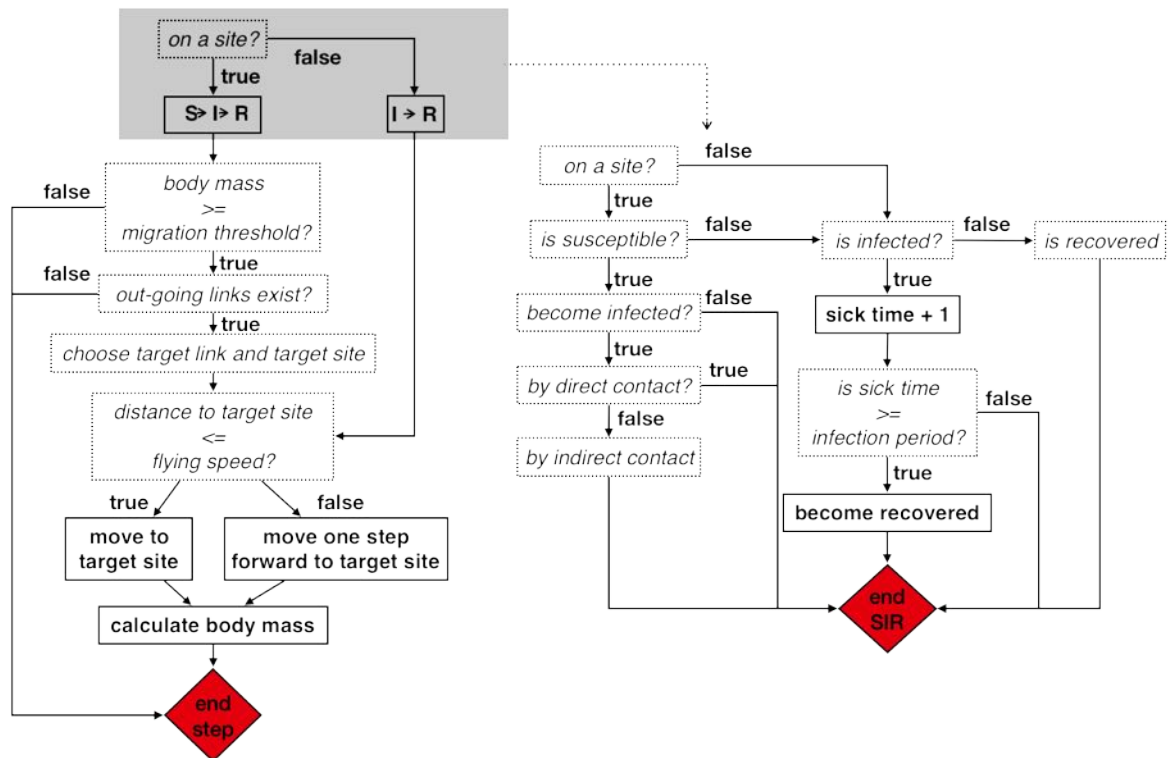 on a site?
false
true
S→ I→ R
I → R
body mass
>=
migration threshold?
false
true
false
out-going links exist?
true
choose target link and target site
distance to target site
<=
flying speed?
true
false
move to
target site
move one step
forward to target site
calculate body mass
end
step
on a site?
false
true
is susceptible?
false
is infected?
false
is recovered
true
true
become infected?
false
sick time + 1
true
by direct contact?
true
is sick time
>=
infection period?
false
false
by indirect contact
true
become recovered
end
SIR